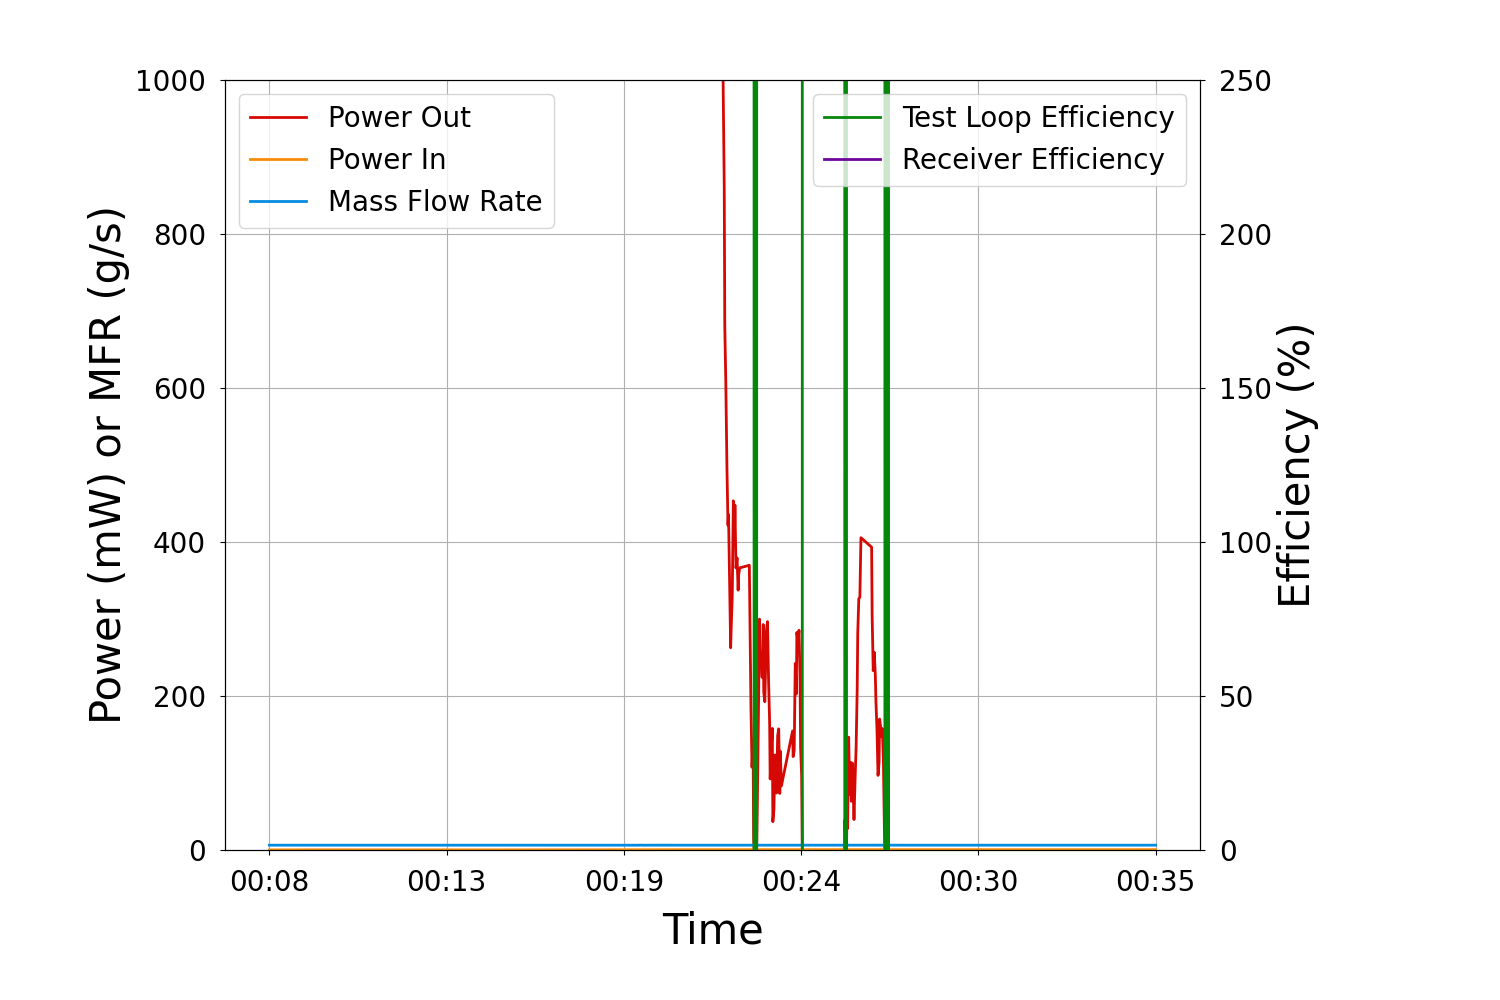 Power (mW) or MFR (g/s)
1000
800
600
400
200
0
Power Out
Power In
Mass Flow Rate
Test Loop Efficiency
Receiver Efficiency
250
200
150
100
50
0
Efficiency (%)
00:08 00:13 00:19 00:24 00:30 00:35
Time